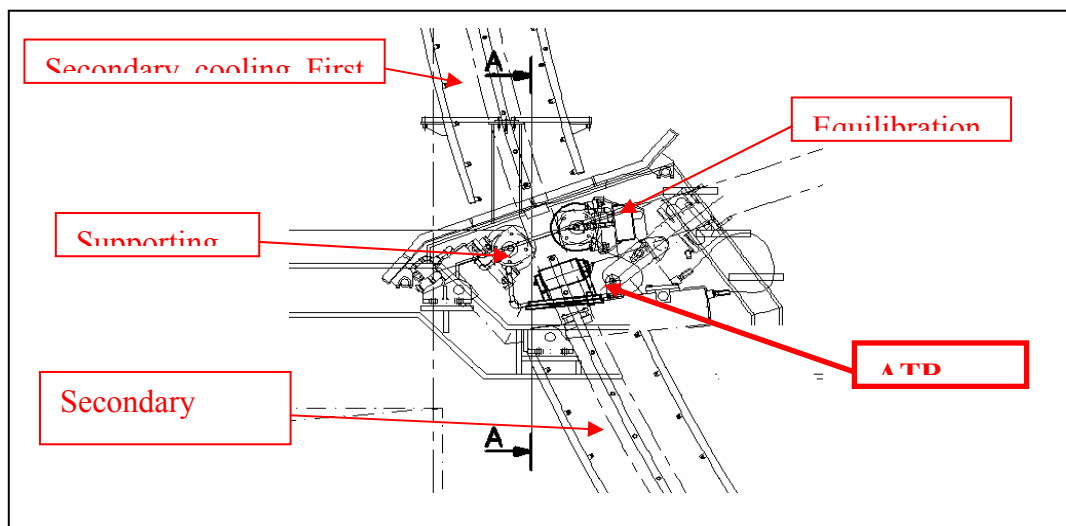 Secondary cooling First
A
Equilibration
Supporting
ATR
Secondary
A